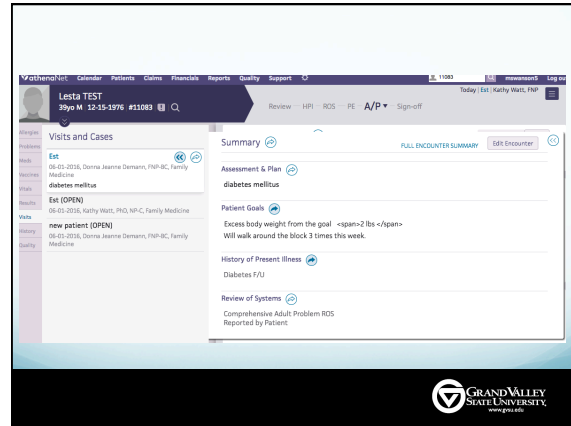 athenaNet Calendar Patients Claims Financials Reports Quality Support 11083 mswanson5 Log ou
Lesta TEST
39yo M 12-15-1976 #11083
Review HPI ROS PE A/P Sign-off
Today | Est | Kathy Watt, FNP
Allergies
Problems
Meds
Vaccines
Vitals
Results
Visits
History
Quality
Visits and Cases
Est
06-01-2016, Donna Jeanne Demann, FNP-BC, Family
Medicine
diabetes mellitus
Est (OPEN)
06-01-2016, Kathy Watt, PhD, NP-C, Family Medicine
new patient (OPEN)
06-01-2016, Donna Jeanne Demann, FNP-BC, Family
Medicine
Summary FULL ENCOUNTER SUMMARY Edit Encounter
Assessment & Plan
diabetes mellitus
Patient Goals
Excess body weight from the goal <span>2 lbs </span>
Will walk around the block 3 times this week.
History of Present Illness
Diabetes F/U
Review of Systems
Comprehensive Adult Problem ROS
Reported by Patient
GRAND VALLEY
STATE UNIVERSITY
www.gvsu.edu